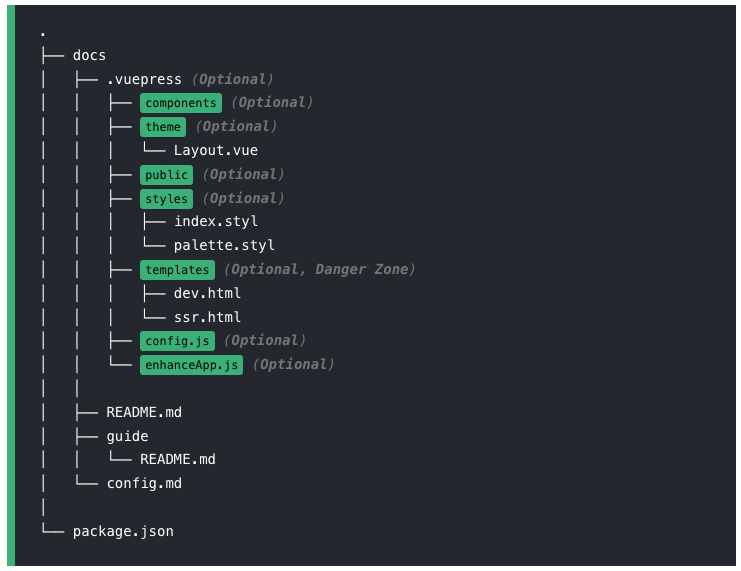 .
├── docs
│   ├── .vuepress (Optional)
│   │   ├── components (Optional)
│   │   ├── theme (Optional)
│   │   │   └── Layout.vue
│   │   ├── public (Optional)
│   │   ├── styles (Optional)
│   │   │   ├── index.styl
│   │   │   └── palette.styl
│   │   ├── templates (Optional, Danger Zone)
│   │   │   ├── dev.html
│   │   │   └── ssr.html
│   │   ├── config.js (Optional)
│   │   └── enhanceApp.js (Optional)
│   │
│   ├── README.md
│   ├── guide
│   │   └── README.md
│   └── config.md
│
└── package.json